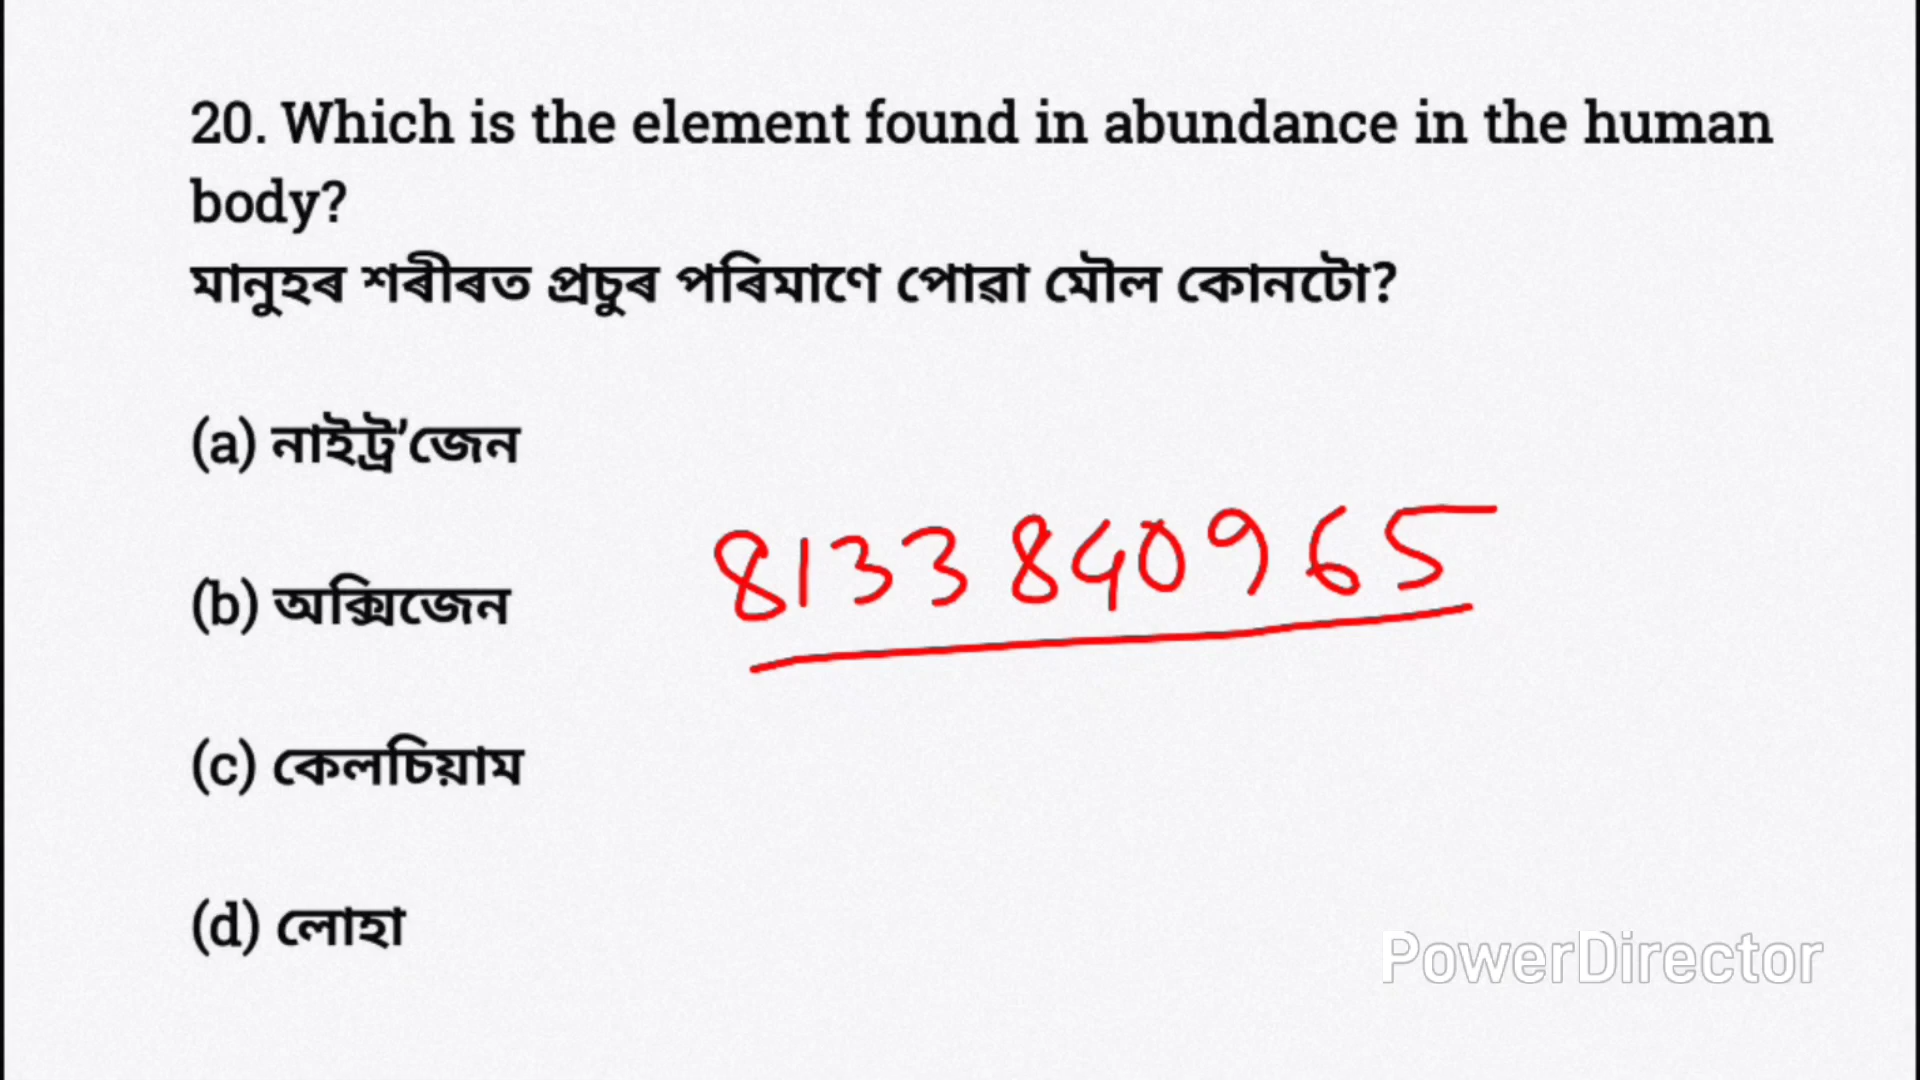 20. Which is the element found in abundance in the human
body?
মানুহৰ শৰীৰত প্ৰচুৰ পৰিমাণে পোৱা মৌল কোনটো?
(a) নাইট্ৰ'জেন
8133840965
(b) অক্সিজেন
(c) কেলচিয়াম
(d) লোহা
PowerDirector